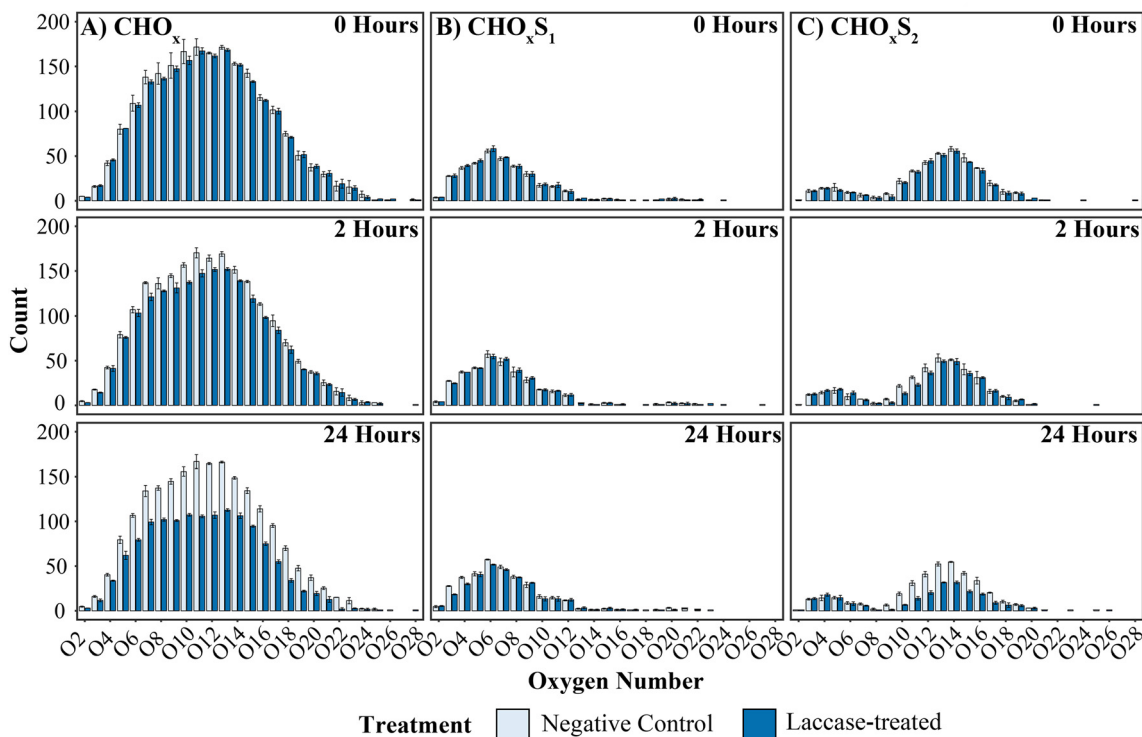 A) CHOx 0 Hours
B) CHOxS1 0 Hours
C) CHOxS2 0 Hours
200
150
100
50
0
2 Hours
2 Hours
2 Hours
200
150
100
50
0
24 Hours
24 Hours
24 Hours
200
150
100
50
0
Count
O2 O4 O6 O8 O10 O12 O14 O16 O18 O20 O22 O24 O26 O28
O2 O4 O6 O8 O10 O12 O14 O16 O18 O20 O22 O24 O26 O28
O2 O4 O6 O8 O10 O12 O14 O16 O18 O20 O22 O24 O26 O28
Oxygen Number
Treatment Negative Control Laccase-treated